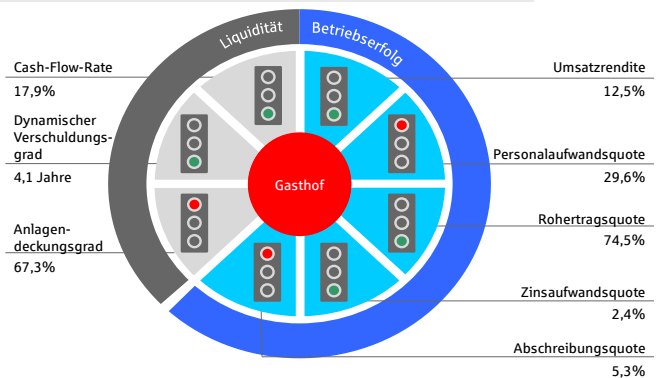 Liquidität
Betriebserfolg
Cash-Flow-Rate
17,9%
Dynamischer
Verschuldungs-
grad
4,1 Jahre
Anlagen-
deckungsgrad
67,3%
Gasthof
Umsatzrendite
12,5%
Personalaufwandsquote
29,6%
Rohertragsquote
74,5%
Zinsaufwandsquote
2,4%
Abschreibungsquote
5,3%